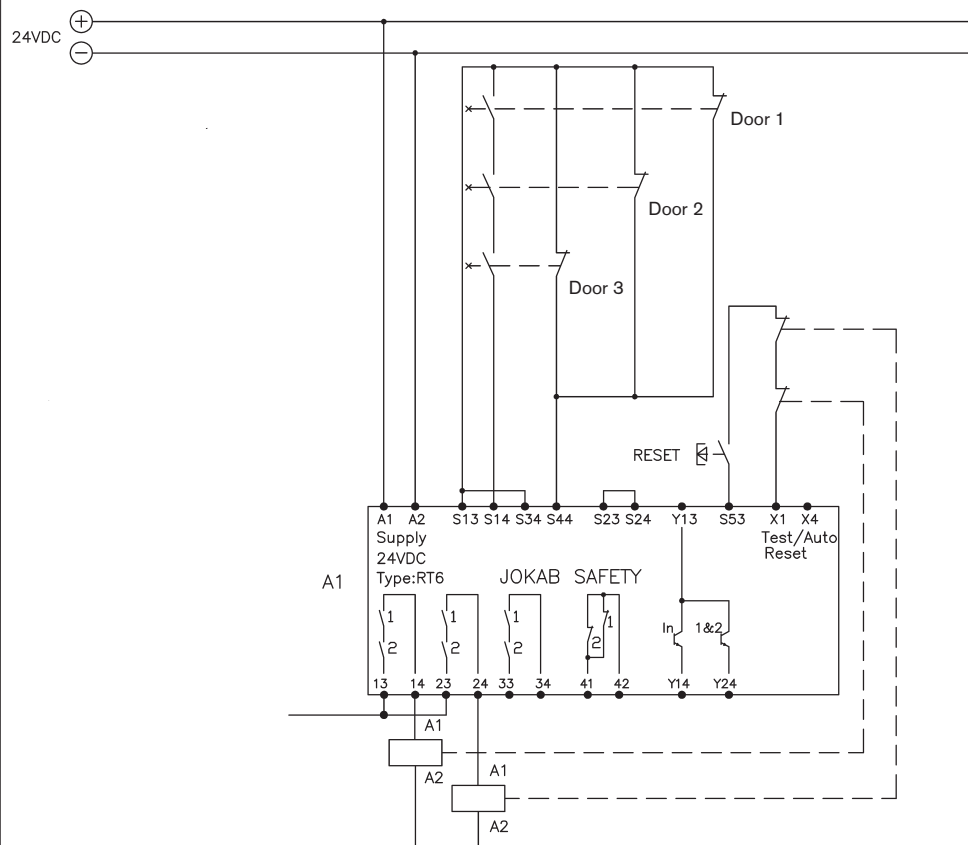 24VDC
+
−
Door 1
Door 2
Door 3
RESET
A1 A2 S13 S14 S34 S44 S23 S24 Y13 S53 X1 X4
Supply
24VDC
Type:RT6
Test/Auto
Reset
A1
JOKAB SAFETY
1 1 1 1 In 1&2
2 2 2 2
13 14 23 24 33 34 41 42 Y14 Y24
A1
A2
A1
A2